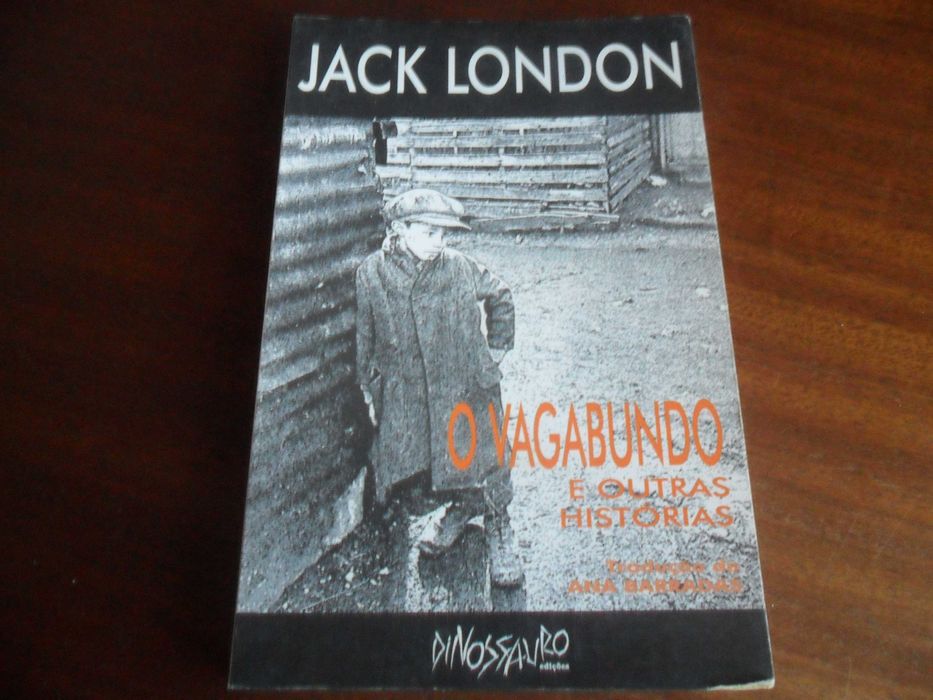 JACK LONDON
O VAGABUNDO
E OUTRAS
HISTÓRIAS
Tradução de
ANA BARRADAS
DINOSSAURO
edições